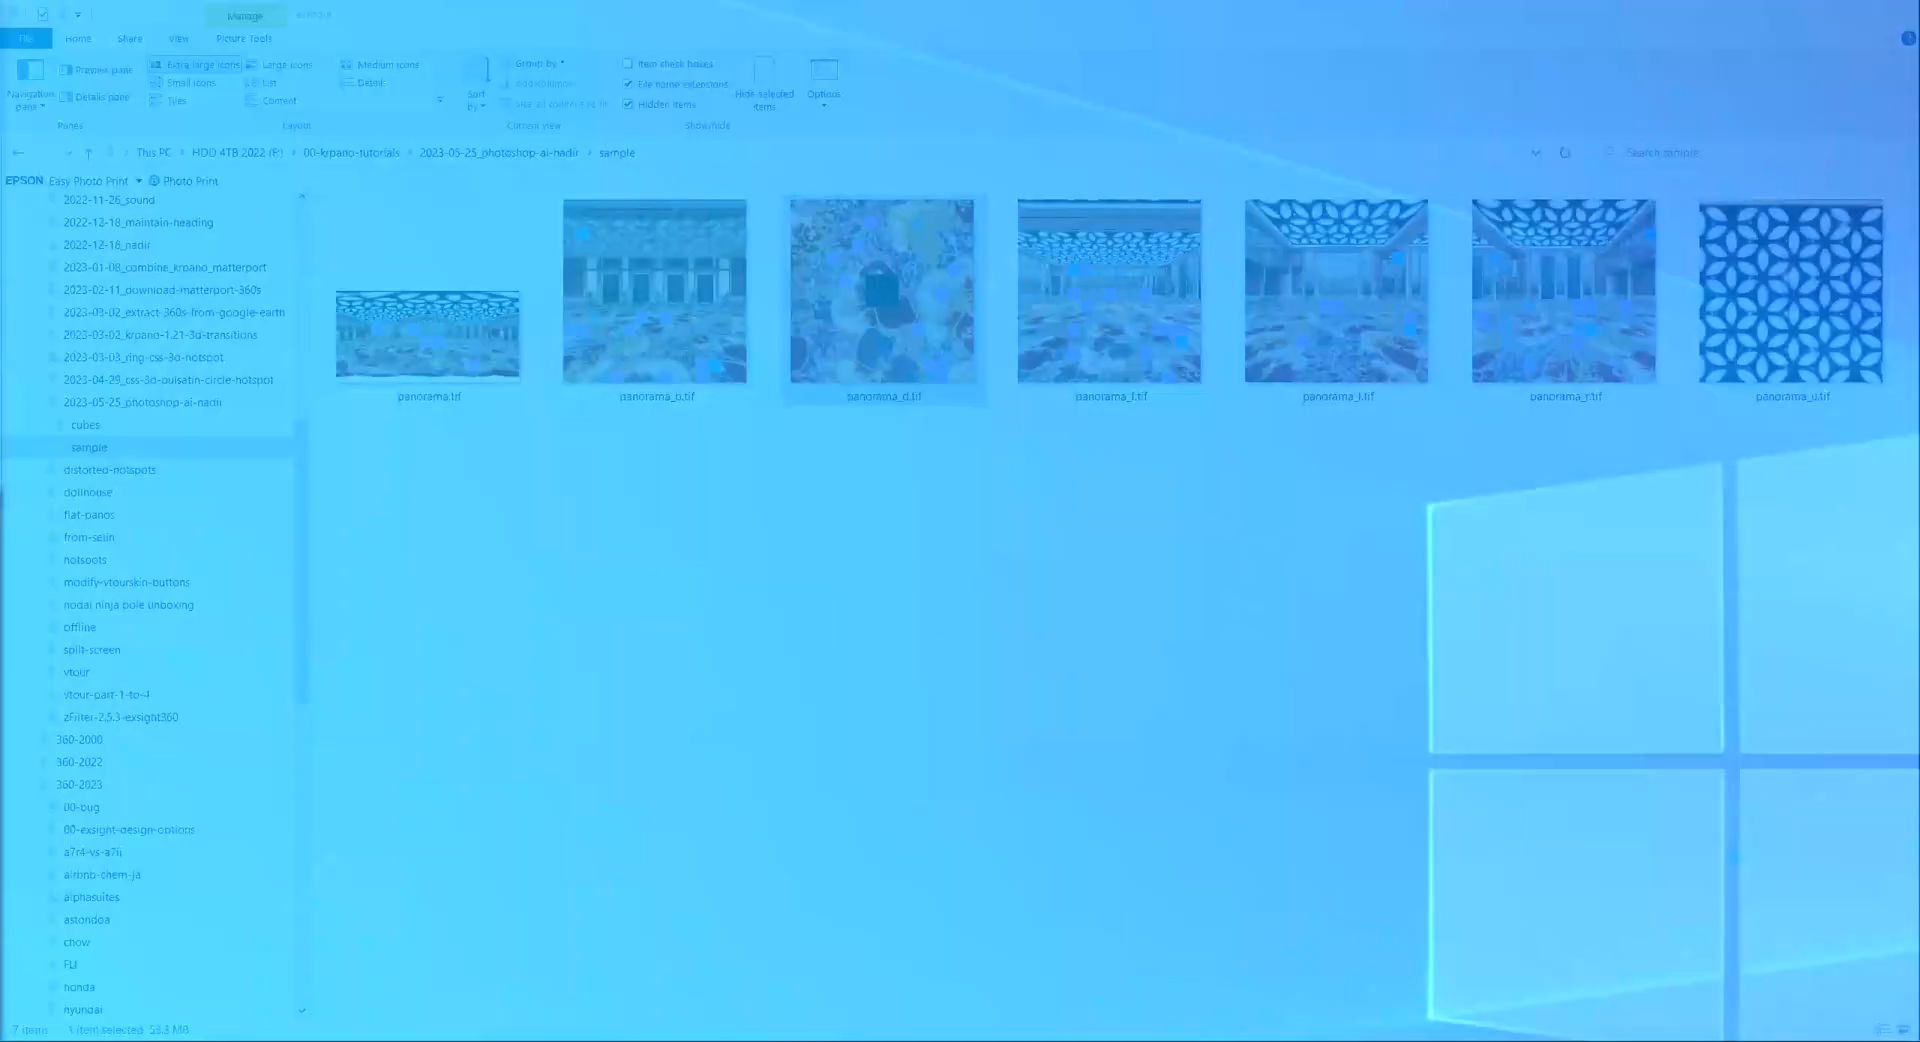 Manage
File Home Share View Picture Tools
Navigation pane
Preview pane
Details pane
Extra large icons Large icons Medium icons
Small icons List Details
Tiles Content
Sort by
Group by
Item check boxes
File name extensions
Hidden items
Hide selected items
Options
Panes Layout Current view Show/hide
This PC HDD 4TB 2022 (F:) 00-krpano-tutorials 2023-05-25_photoshop-ai-nadir sample
Search sample
EPSON Easy Photo Print Photo Print
2022-11-26_sound
2022-12-18_maintain-heading
2022-12-18_nadir
2023-01-08_combine_krpano_matterport
2023-02-11_download-matterport-360s
2023-03-02_extract-360s-from-google-earth
2023-03-02_krpano-1.21-3d-transitions
2023-03-03_ring-css-3d-hotspot
2023-04-29_css-3d-pulsatin-circle-hotspot
2023-05-25_photoshop-ai-nadir
cubes
sample
distorted-hotspots
dollhouse
flat-panos
from-selin
hotspots
modify-vtourskin-buttons
nodal ninja pole unboxing
offline
split-screen
vtour
vtour-part-1-to-4
zFilter-2.5.3-exsight360
360-2000
360-2022
360-2023
00-bug
00-exsight-design-options
a7r4-vs-a7ii
airbnb-chem-ja
alphasuites
astondoa
chow
FLI
honda
hyundai
panorama.tif
panorama_b.tif
panorama_d.tif
panorama_f.tif
panorama_l.tif
panorama_r.tif
panorama_u.tif
7 items 1 item selected 53.3 MB